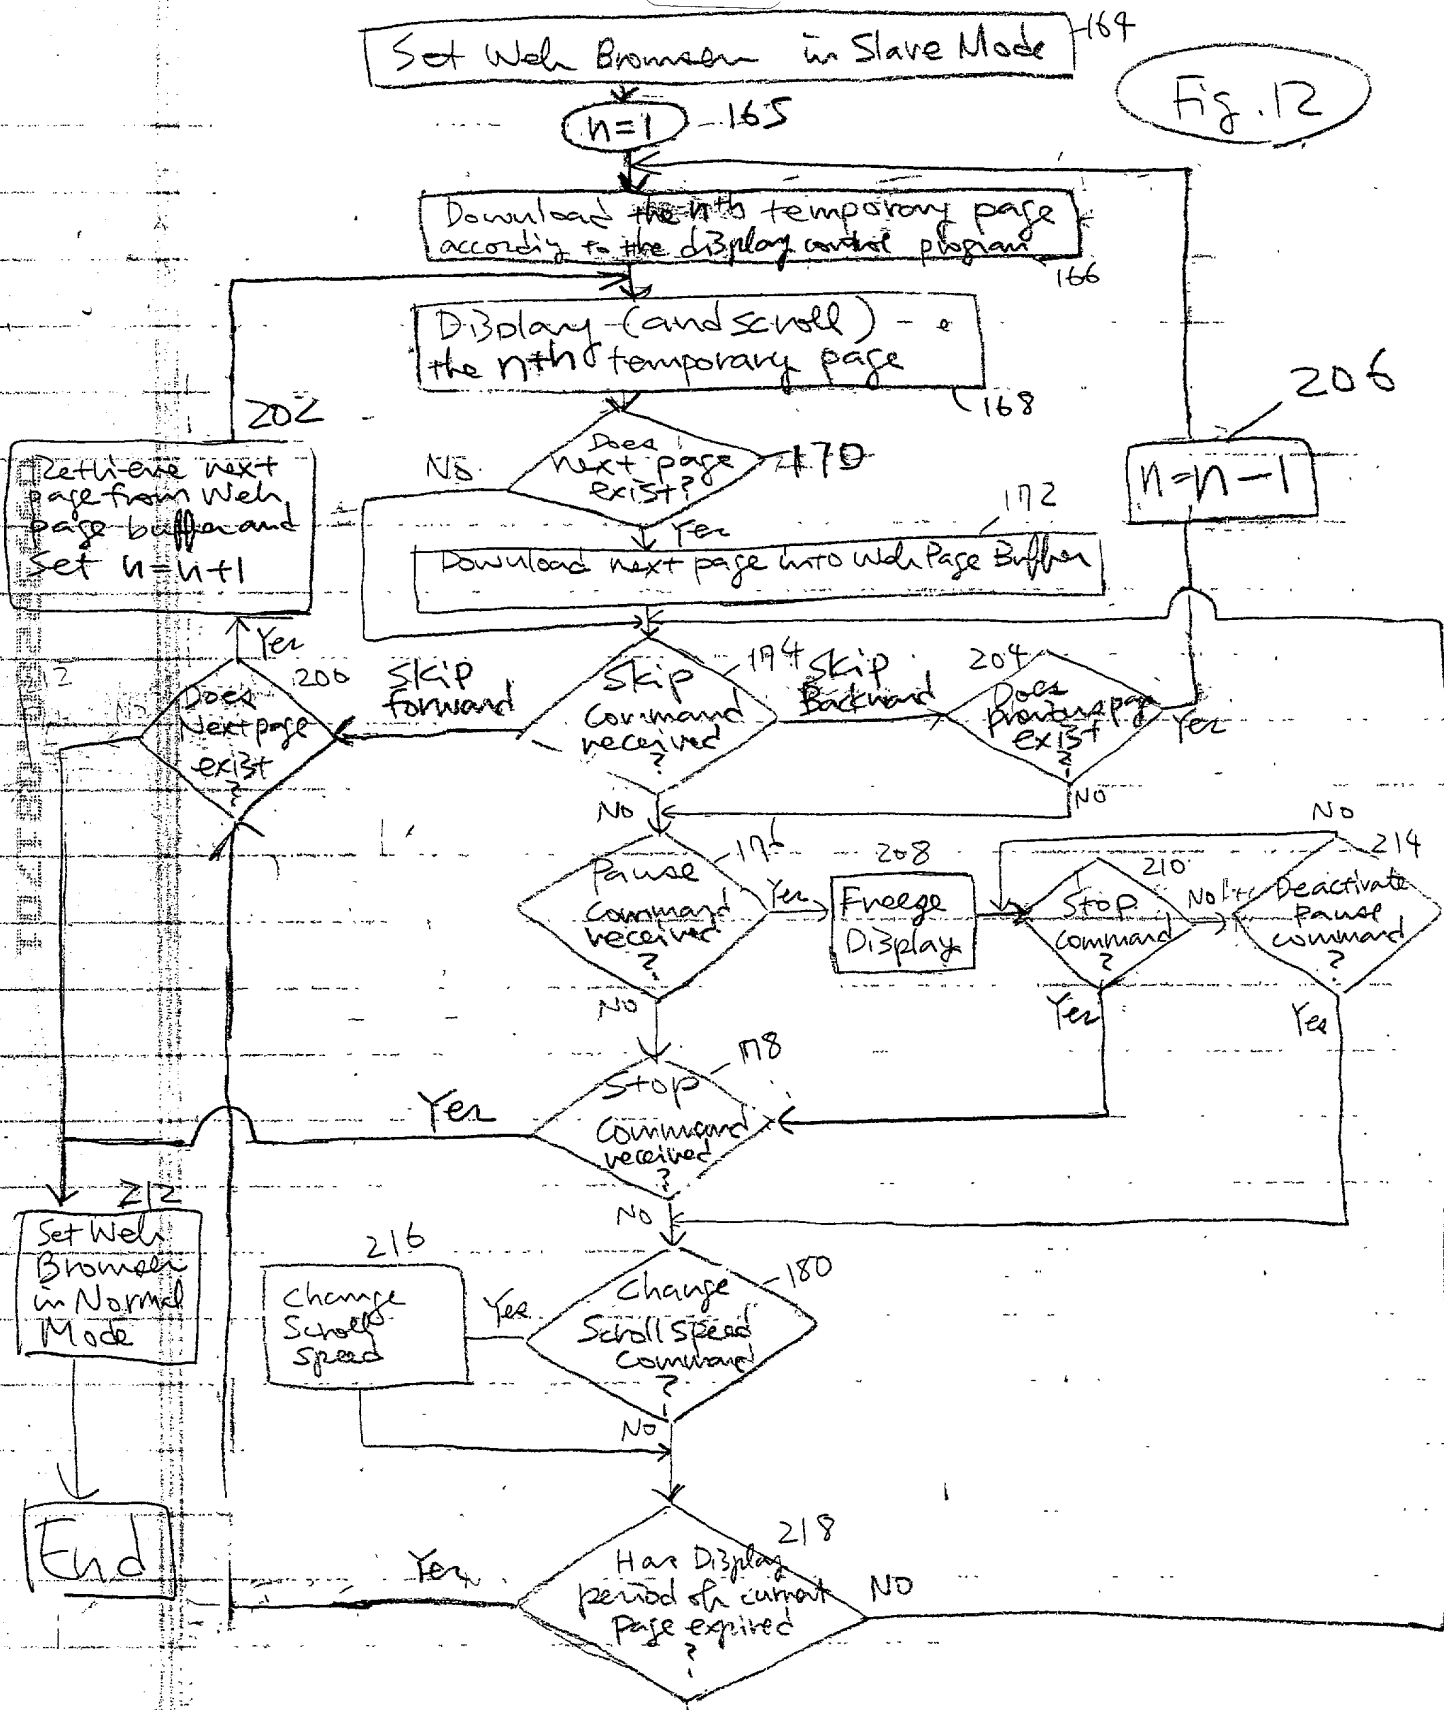 Set Web Browser in Slave Mode
164
Fig. 12
n=1
165
Download the nth temporary page
according to the display control program
166
Display (and scroll)
the nth temporary page
168
202
206
Does
next page
exist?
170
No
Yes
Retrieve next
page from Web
page buffer and
Set n=n+1
n=n-1
172
Download next page into Web Page Buffer
Yes
200
Does
Next page
exist
?
No
212
Skip
forward
Skip
Command
received
?
174
Skip
Backward
204
Does
previous page
exist
?
Yes
No
No
Pause
Command
received
?
176
Yes
208
Freeze
Display
210
Stop
command
?
No
No
214
Deactivate
pause
command
?
No
Yes
Yes
Stop
Command
received
?
178
Yes
212
Set Web
Browser
in Normal
Mode
No
216
Change
Scroll
speed
Yes
Change
Scroll speed
Command
?
180
No
End
218
Has Display
period of current
page expired
?
Yes
NO